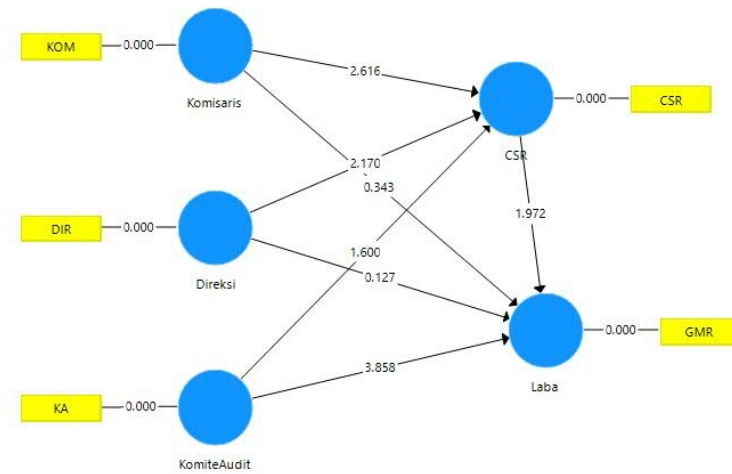 KOM
0.000
Komisaris
2.616
CSR
0.000
CSR
2.170
0.343
DIR
0.000
Direksi
1.972
1.600
0.127
Laba
0.000
GMR
3.858
KA
0.000
KomiteAudit